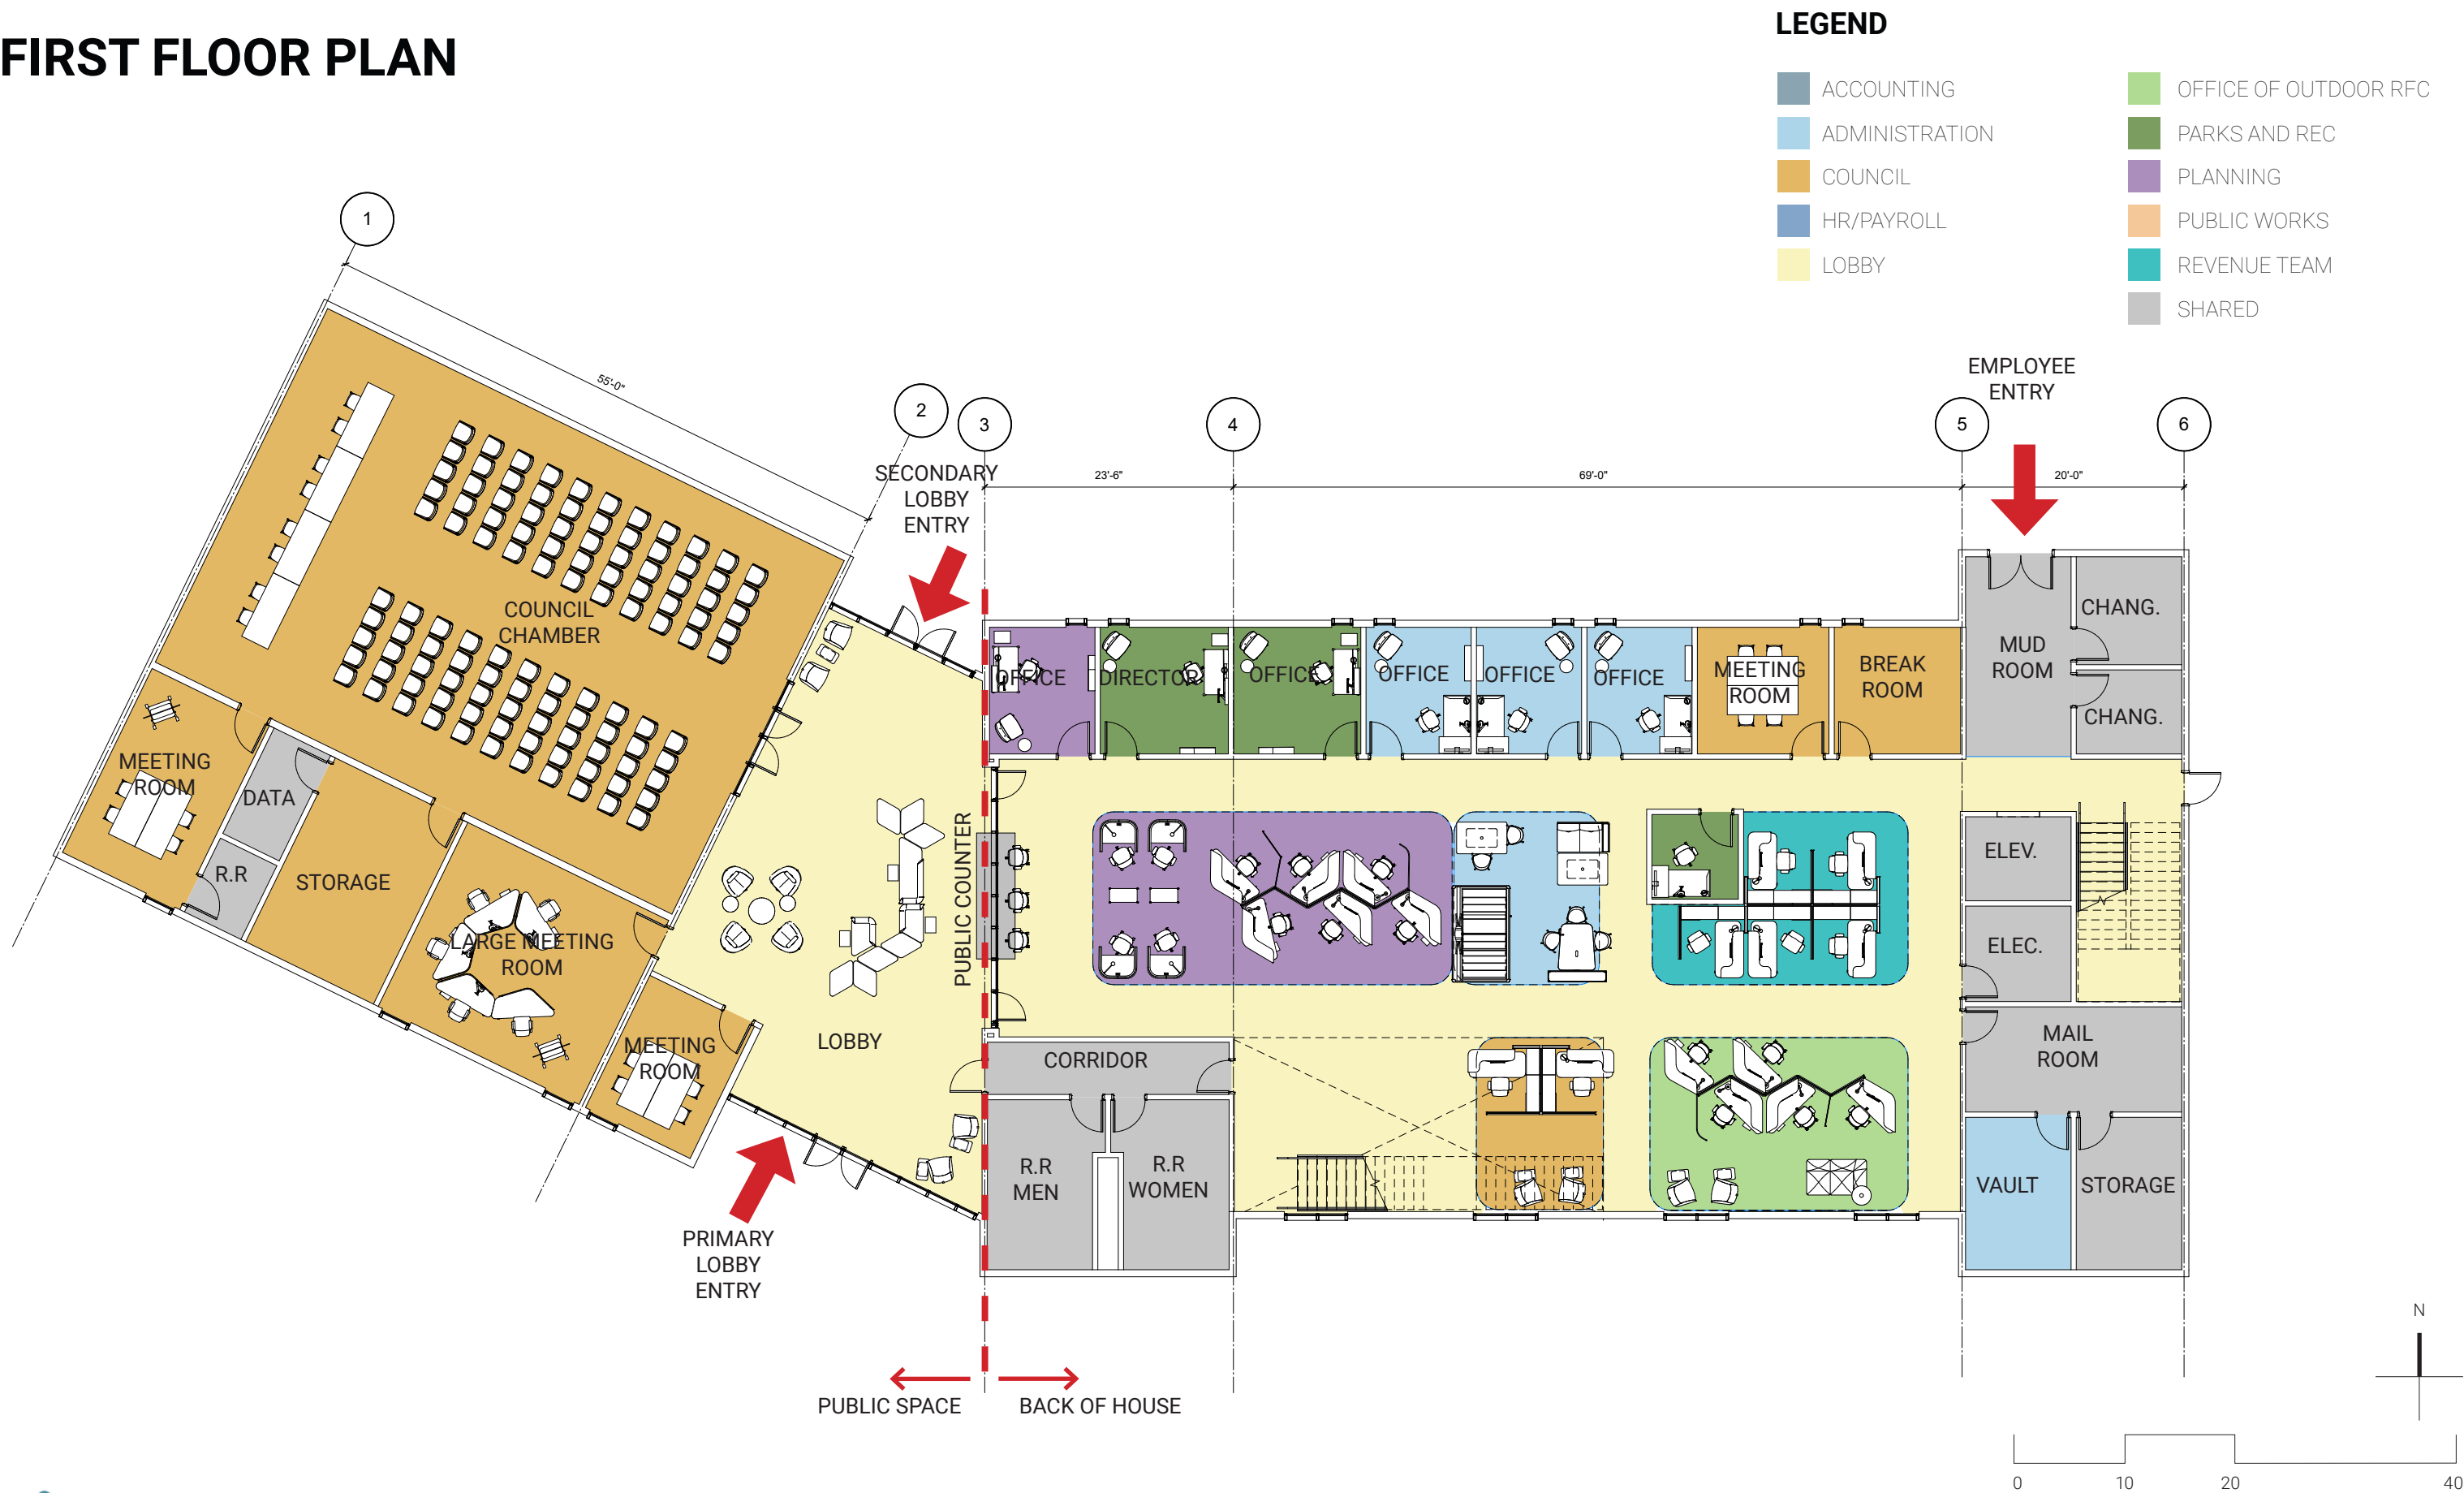 FIRST FLOOR PLAN
LEGEND
ACCOUNTING
ADMINISTRATION
COUNCIL
HR/PAYROLL
LOBBY
OFFICE OF OUTDOOR RFC
PARKS AND REC
PLANNING
PUBLIC WORKS
REVENUE TEAM
SHARED
1
55'-0"
2
3
4
5
6
23'-6"
69'-0"
20'-0"
SECONDARY
LOBBY
ENTRY
EMPLOYEE
ENTRY
COUNCIL
CHAMBER
MEETING
ROOM
DATA
R.R
STORAGE
LARGE MEETING
ROOM
MEETING
ROOM
LOBBY
PUBLIC COUNTER
OFFICE
DIRECTOR
OFFICE
OFFICE
OFFICE
OFFICE
MEETING
ROOM
BREAK
ROOM
MUD
ROOM
CHANG.
CHANG.
ELEV.
ELEC.
MAIL
ROOM
VAULT
STORAGE
CORRIDOR
R.R
MEN
R.R
WOMEN
PRIMARY
LOBBY
ENTRY
PUBLIC SPACE
BACK OF HOUSE
N
0
10
20
40